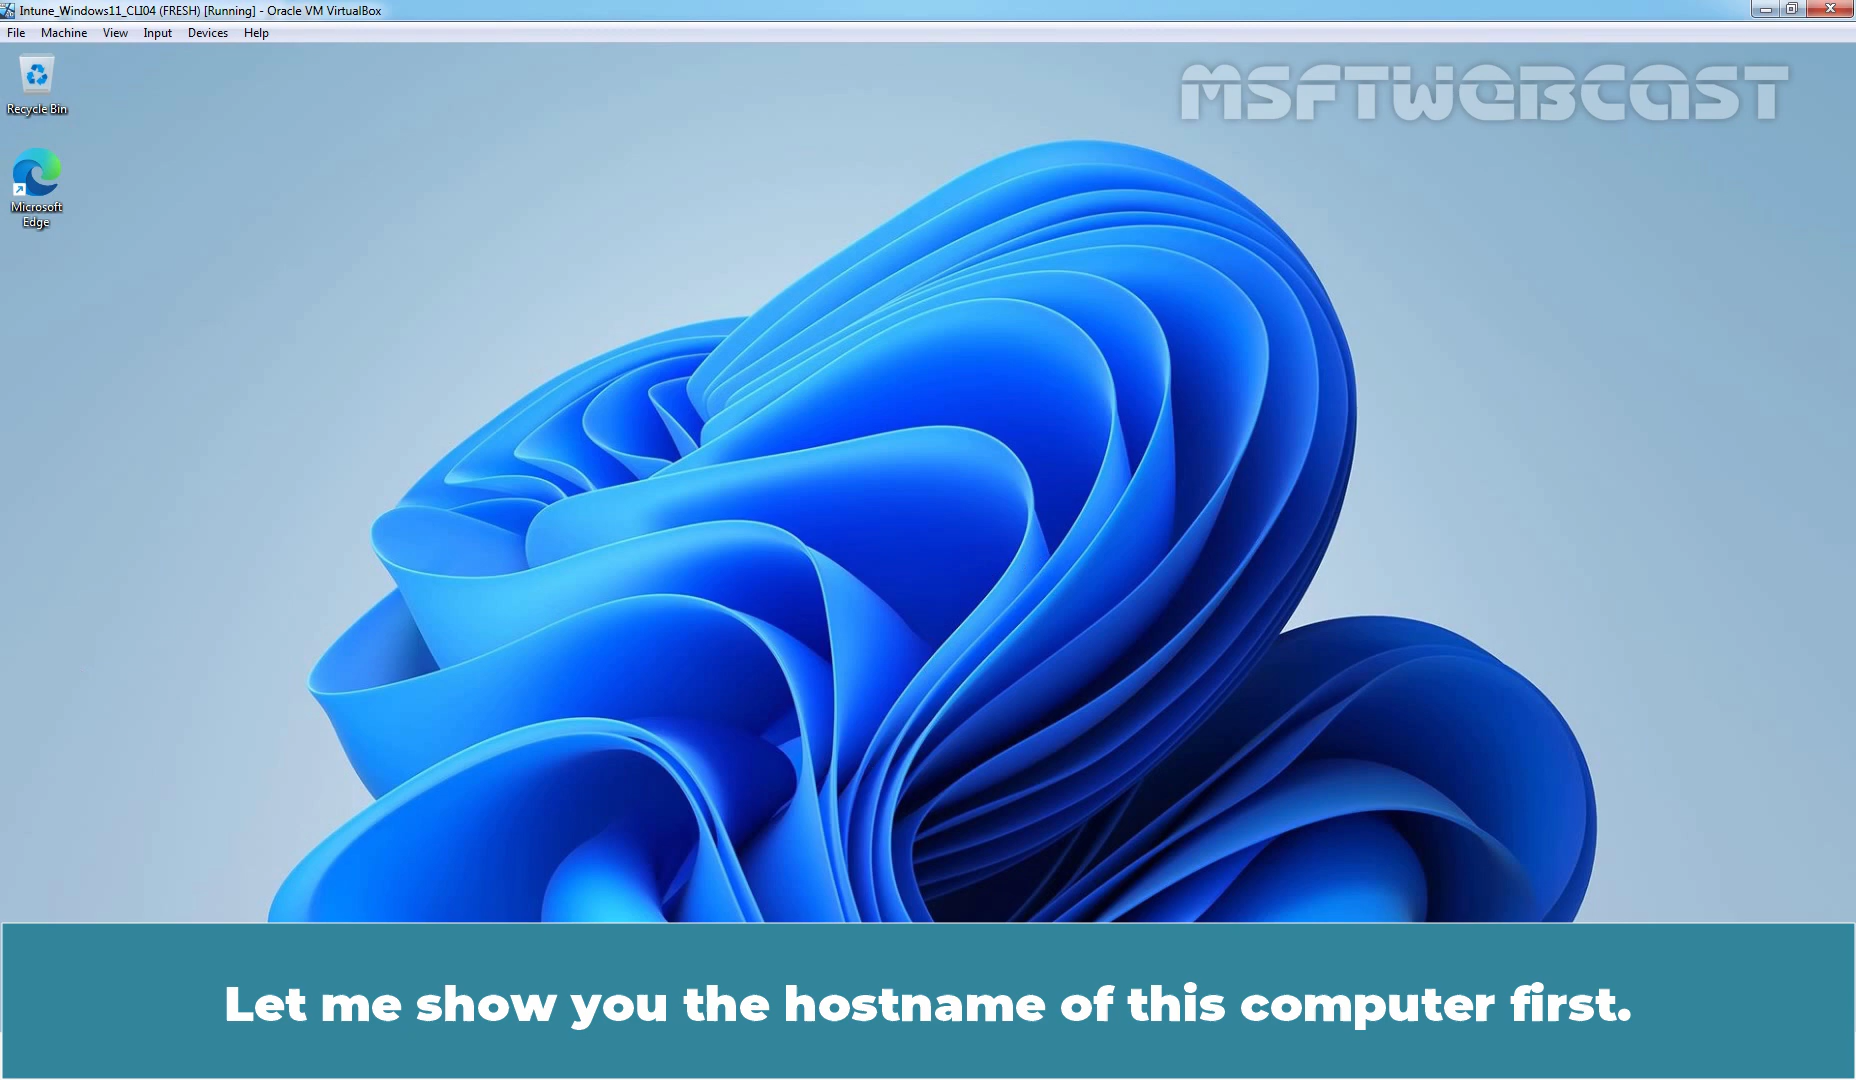 Intune_Windows11_CLI04 (FRESH) [Running] - Oracle VM VirtualBox
File Machine View Input Devices Help
MSFTWEBCAST
Recycle Bin
Microsoft
Edge
Let me show you the hostname of this computer first.